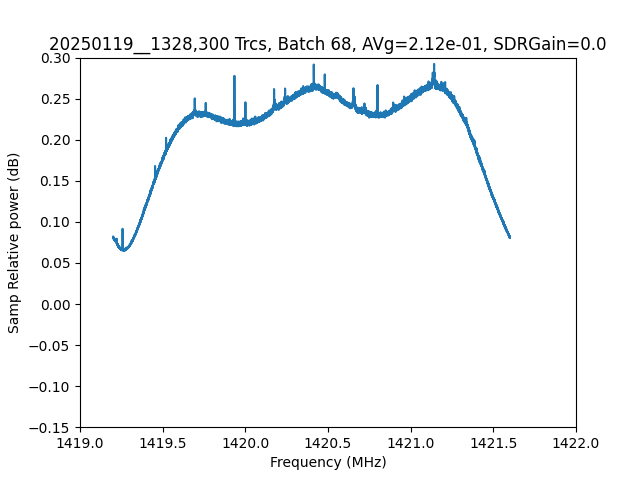 20250119__1328,300 Trcs, Batch 68, AVg=2.12e-01, SDRGain=0.0
0.30
0.25
0.20
0.15
0.10
0.05
0.00
−0.05
−0.10
−0.15
Samp Relative power (dB)
1419.0 1419.5 1420.0 1420.5 1421.0 1421.5 1422.0
Frequency (MHz)